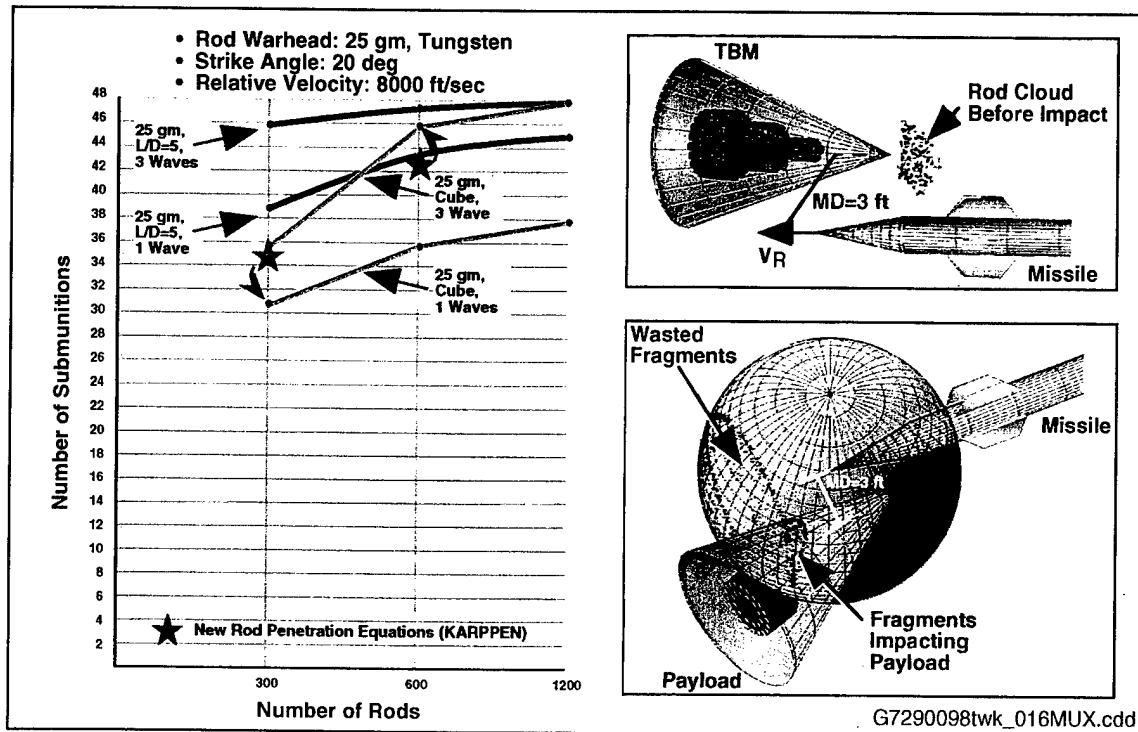 • Rod Warhead: 25 gm, Tungsten
• Strike Angle: 20 deg
• Relative Velocity: 8000 ft/sec
48
46
44
42
40
38
36
34
32
30
28
26
24
22
20
18
16
14
12
10
8
6
4
2
Number of Submunitions
25 gm,
L/D=5,
3 Waves
25 gm,
L/D=5,
1 Wave
25 gm,
Cube,
3 Wave
25 gm,
Cube,
1 Waves
New Rod Penetration Equations (KARPPEN)
300
600
1200
Number of Rods
TBM
Rod Cloud
Before Impact
MD=3 ft
VR
Missile
Wasted
Fragments
Missile
MD=3 ft
Fragments
Impacting
Payload
Payload
G7290098twk_016MUX.cdd